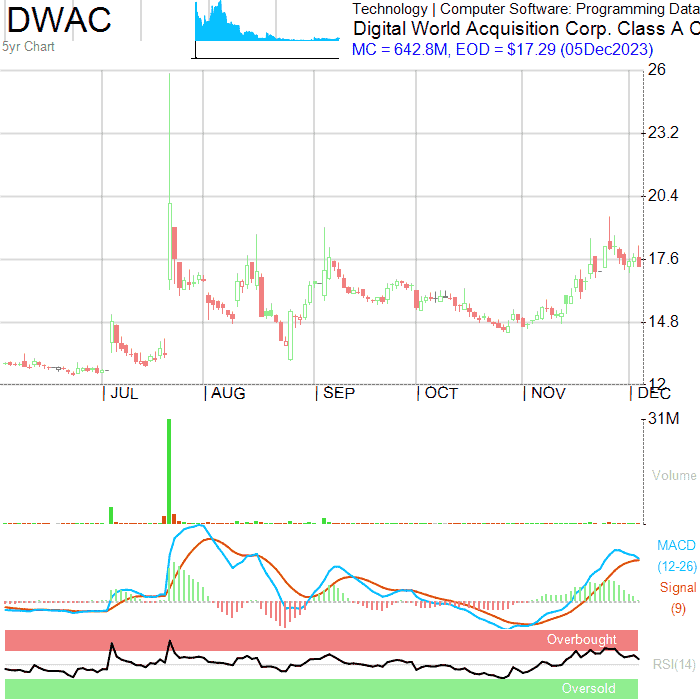 DWAC
5yr Chart
Technology | Computer Software: Programming Data
Digital World Acquisition Corp. Class A C
MC = 642.8M, EOD = $17.29 (05Dec2023)
26
23.2
20.4
17.6
14.8
12
JUL AUG SEP OCT NOV DEC
31M
Volume
MACD
(12-26)
Signal
(9)
Overbought
RSI(14)
Oversold